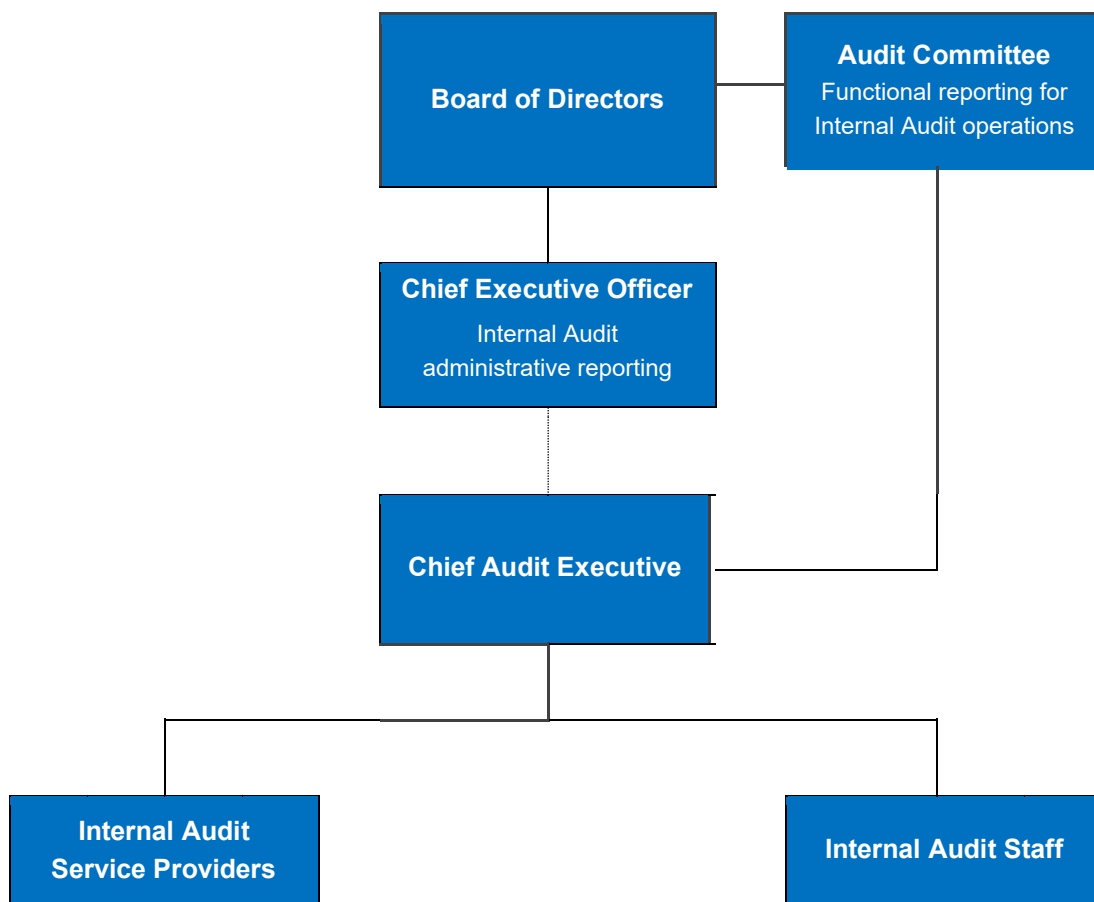 Board of Directors
Audit Committee
Functional reporting for
Internal Audit operations
Chief Executive Officer
Internal Audit
administrative reporting
Chief Audit Executive
Internal Audit
Service Providers
Internal Audit Staff